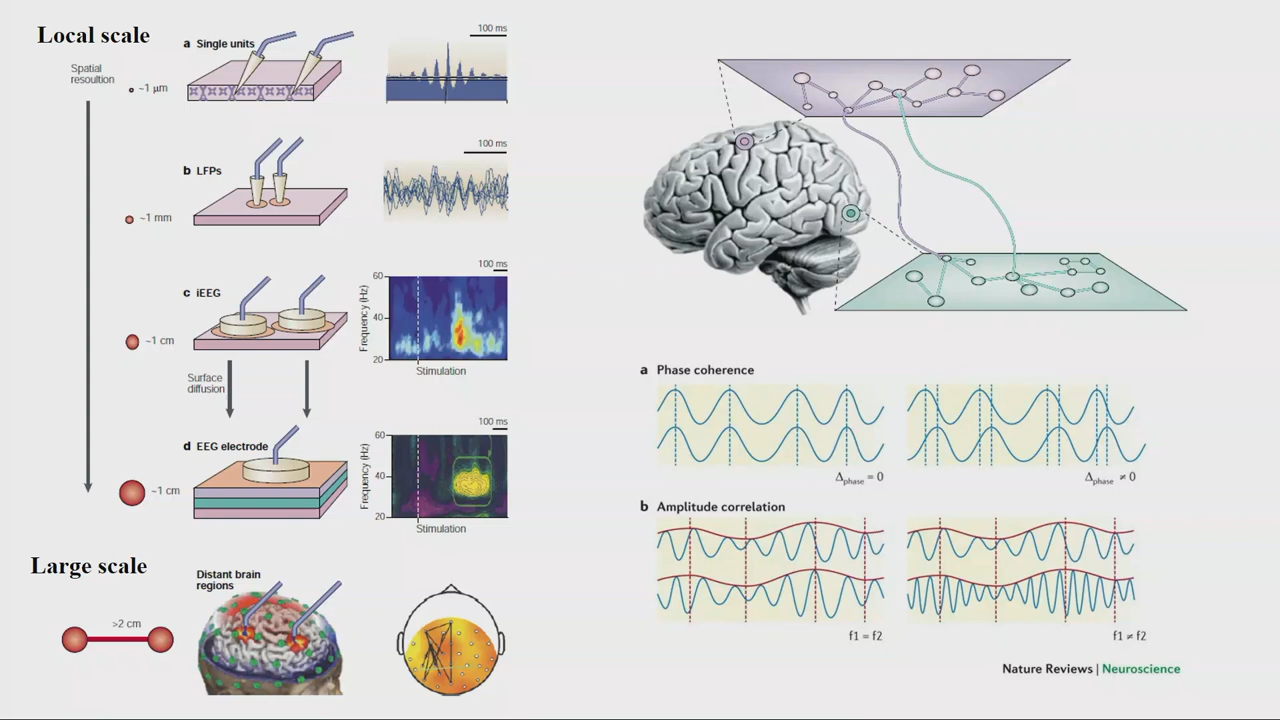 Local scale
Spatial
resoultion
a Single units
100 ms
~1 μm
b LFPs
100 ms
~1 mm
c iEEG
100 ms
~1 cm
Frequency (Hz)
60
40
20
Stimulation
Surface
diffusion
d EEG electrode
100 ms
~1 cm
Frequency (Hz)
60
40
20
Stimulation
Large scale
Distant brain
regions
>2 cm
a Phase coherence
Δphase = 0
Δphase ≠ 0
b Amplitude correlation
f1 = f2
f1 ≠ f2
Nature Reviews | Neuroscience